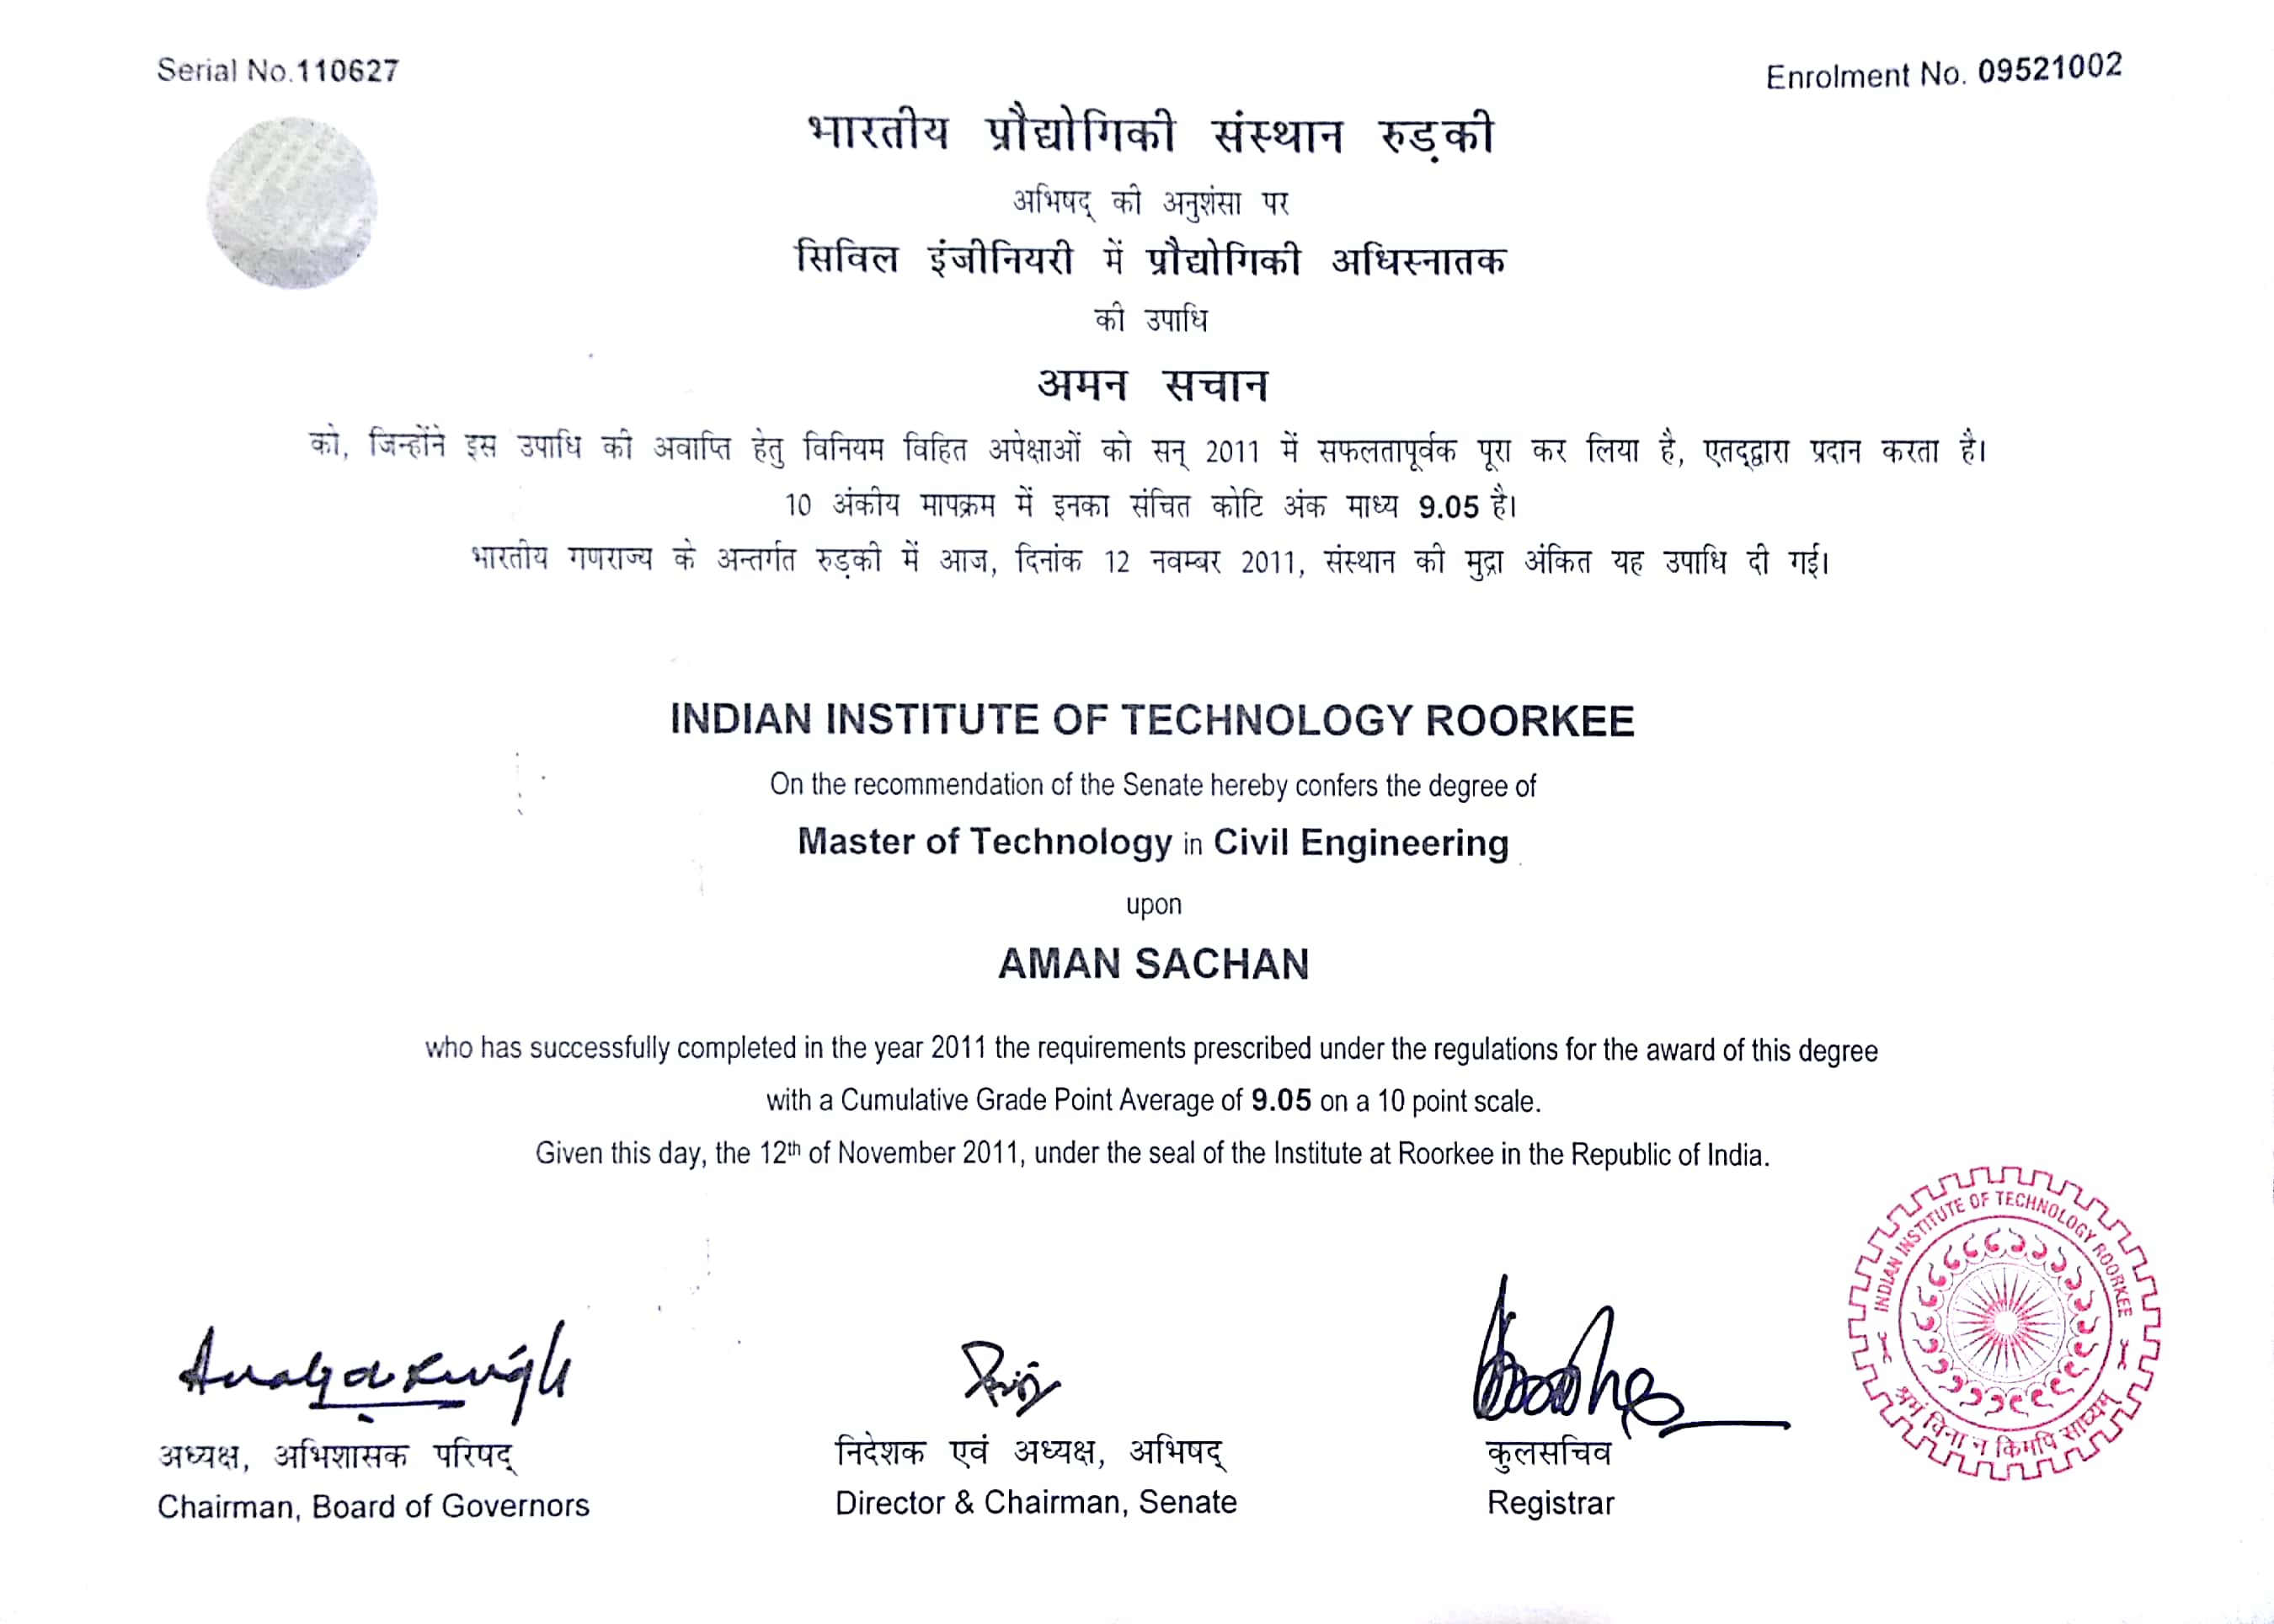 Serial No.110627
Enrolment No. 09521002
भारतीय प्रौद्योगिकी संस्थान रुड़की
अभिषद् की अनुशंसा पर
सिविल इंजीनियरी में प्रौद्योगिकी अधिस्नातक
की उपाधि
अमन सचान
को, जिन्होंने इस उपाधि की अवाप्ति हेतु विनियम विहित अपेक्षाओं को सन् 2011 में सफलतापूर्वक पूरा कर लिया है, एतद्द्वारा प्रदान करता है।
10 अंकीय मापक्रम में इनका संचित कोटि अंक माध्य 9.05 है।
भारतीय गणराज्य के अन्तर्गत रुड़की में आज, दिनांक 12 नवम्बर 2011, संस्थान की मुद्रा अंकित यह उपाधि दी गई।
INDIAN INSTITUTE OF TECHNOLOGY ROORKEE
On the recommendation of the Senate hereby confers the degree of
Master of Technology in Civil Engineering
upon
AMAN SACHAN
who has successfully completed in the year 2011 the requirements prescribed under the regulations for the award of this degree
with a Cumulative Grade Point Average of 9.05 on a 10 point scale.
Given this day, the 12th of November 2011, under the seal of the Institute at Roorkee in the Republic of India.
INDIAN INSTITUTE OF TECHNOLOGY ROORKEE
श्रमं विना न किमपि साध्यम्
अध्यक्ष, अभिशासक परिषद्
Chairman, Board of Governors
निदेशक एवं अध्यक्ष, अभिषद्
Director & Chairman, Senate
कुलसचिव
Registrar